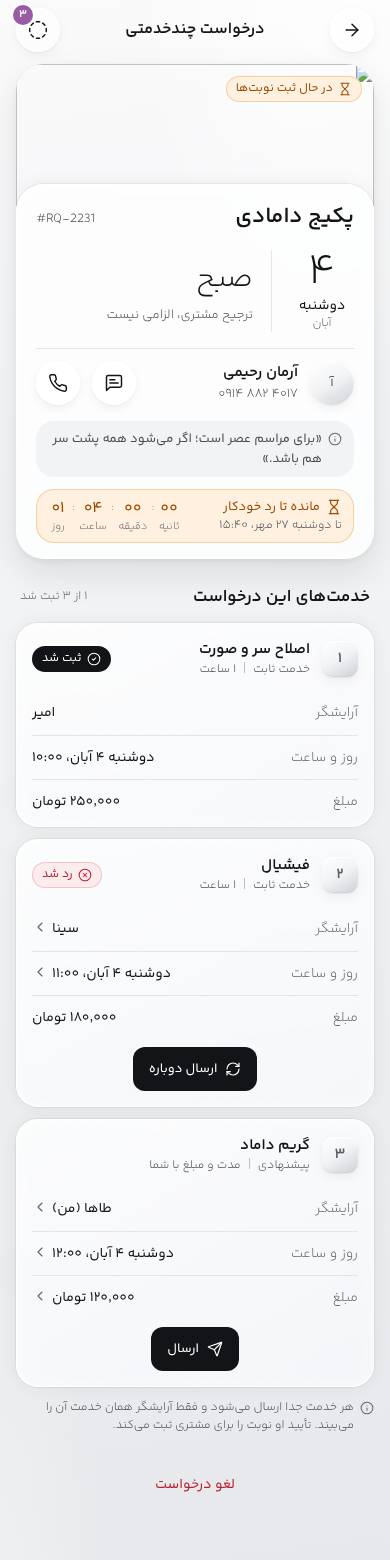 درخواست چندخدمتی
۳
در حال ثبت نوبت‌ها
پکیج دامادی
#RQ-2231
۴
دوشنبه
آبان
صبح
ترجیح مشتری، الزامی نیست
آ
آرمان رحیمی
۰۹۱۴ ۸۸۲ ۴۰۱۷
«برای مراسم عصر است؛ اگر می‌شود همه پشت سر
هم باشد.»
مانده تا رد خودکار
تا دوشنبه ۲۷ مهر، ۱۵:۴۰
۰۱ : ۰۴ : ۰۰ : ۰۰
روز ساعت دقیقه ثانیه
خدمت‌های این درخواست
۱ از ۳ ثبت شد
۱
اصلاح سر و صورت
خدمت ثابت | ۱ ساعت
ثبت شد
آرایشگر
امیر
روز و ساعت
دوشنبه ۴ آبان، ۱۰:۰۰
مبلغ
۲۵۰,۰۰۰ تومان
۲
فیشیال
خدمت ثابت | ۱ ساعت
رد شد
آرایشگر
سینا
روز و ساعت
دوشنبه ۴ آبان، ۱۱:۰۰
مبلغ
۱۸۰,۰۰۰ تومان
ارسال دوباره
۳
گریم داماد
پیشنهادی | مدت و مبلغ با شما
آرایشگر
طاها (من)
روز و ساعت
دوشنبه ۴ آبان، ۱۲:۰۰
مبلغ
۱۲۰,۰۰۰ تومان
ارسال
هر خدمت جدا ارسال می‌شود و فقط آرایشگر همان خدمت آن را
می‌بیند. تأیید او نوبت را برای مشتری ثبت می‌کند.
لغو درخواست